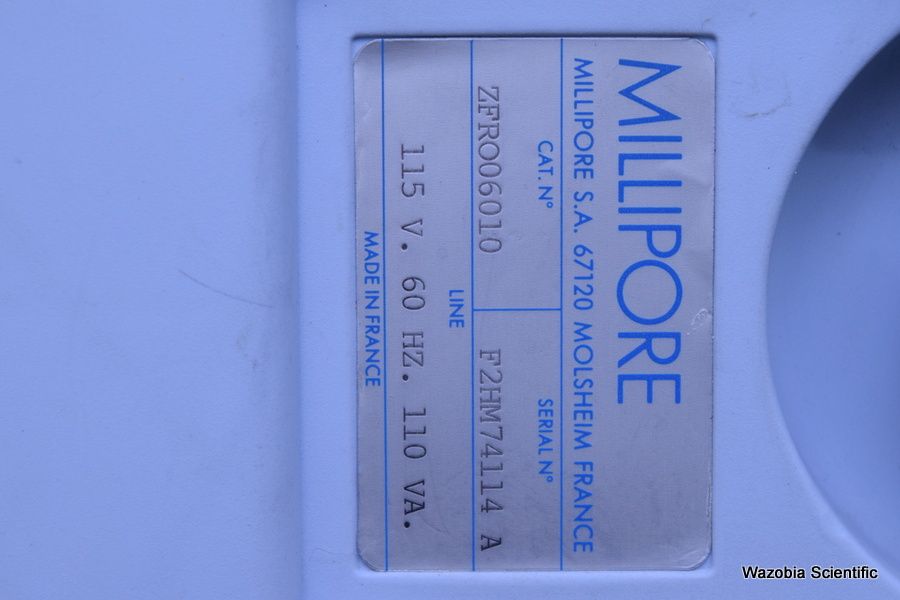 MILLIPORE
MILLIPORE S.A. 67120 MOLSHEIM FRANCE
CAT. N° SERIAL N°
ZFRO06010 F2HM74114 A
LINE
115 V. 60 HZ. 110 VA.
MADE IN FRANCE
Wazobia Scientific